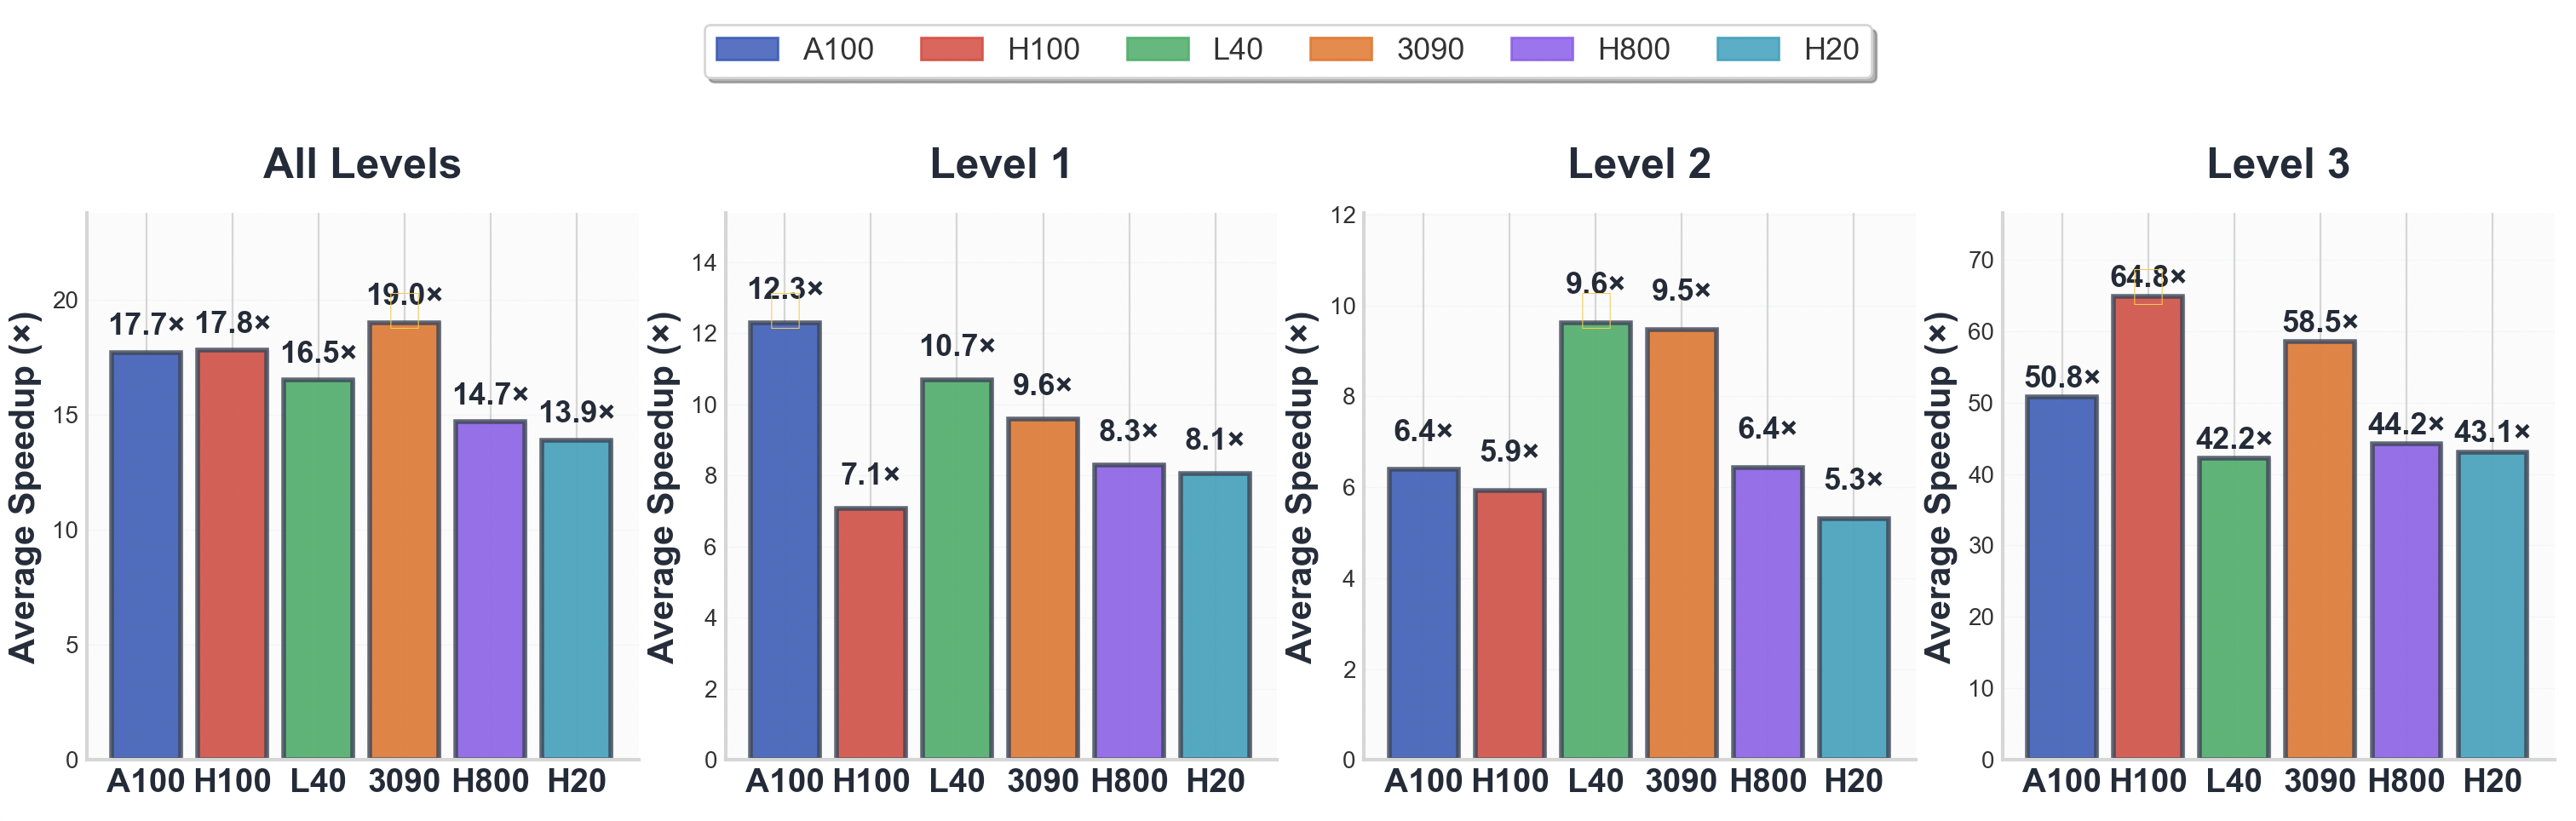 A100 H100 L40 3090 H800 H20
All Levels
Average Speedup (×)
20
15
10
5
0
17.7× 17.8× 16.5× 19.0× 14.7× 13.9×
A100 H100 L40 3090 H800 H20
Level 1
Average Speedup (×)
14
12
10
8
6
4
2
0
12.3× 7.1× 10.7× 9.6× 8.3× 8.1×
A100 H100 L40 3090 H800 H20
Level 2
Average Speedup (×)
12
10
8
6
4
2
0
6.4× 5.9× 9.6× 9.5× 6.4× 5.3×
A100 H100 L40 3090 H800 H20
Level 3
Average Speedup (×)
70
60
50
40
30
20
10
0
50.8× 64.8× 42.2× 58.5× 44.2× 43.1×
A100 H100 L40 3090 H800 H20